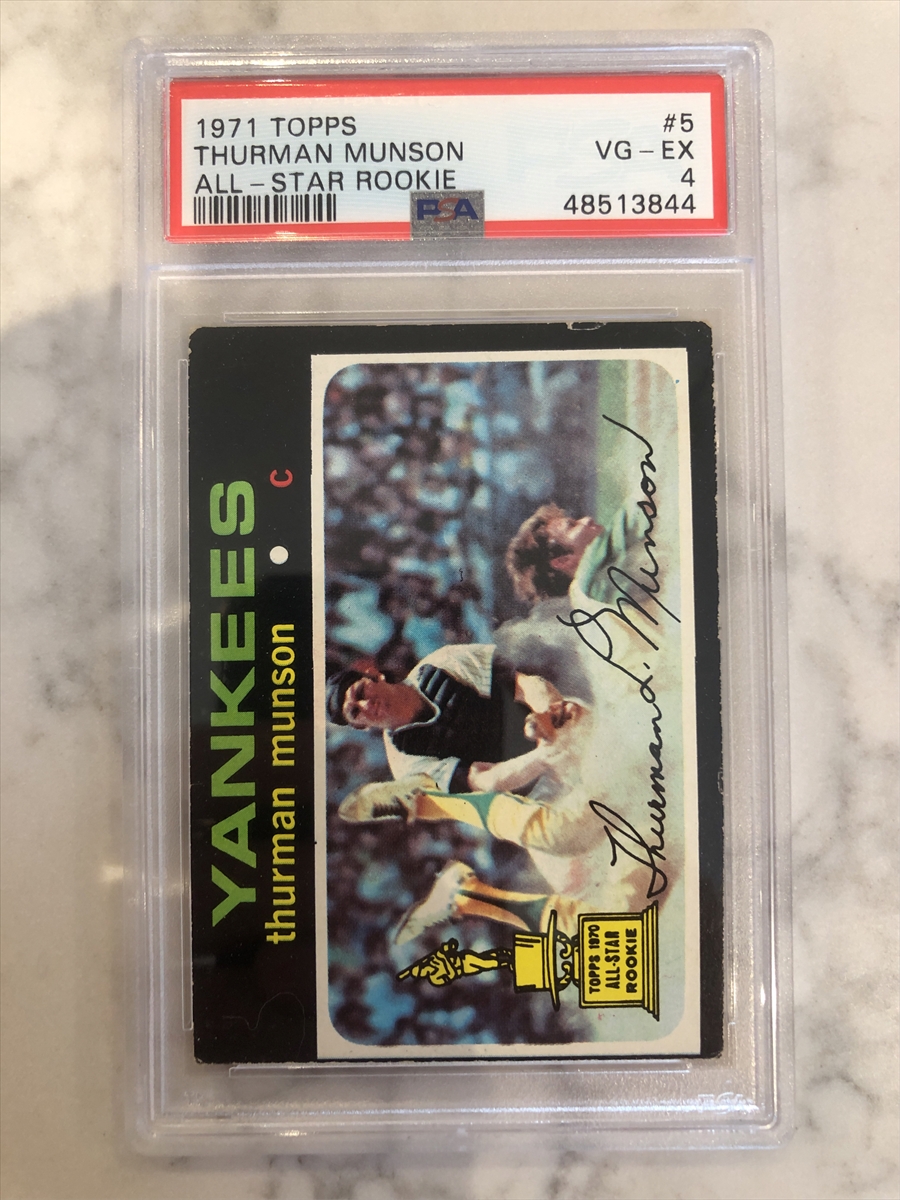 1971 TOPPS #5
THURMAN MUNSON VG-EX
ALL-STAR ROOKIE 4
PSA 48513844
YANKEES
thurman munson • c
Thurman L. Munson
TOPPS 1970
ALL-STAR
ROOKIE